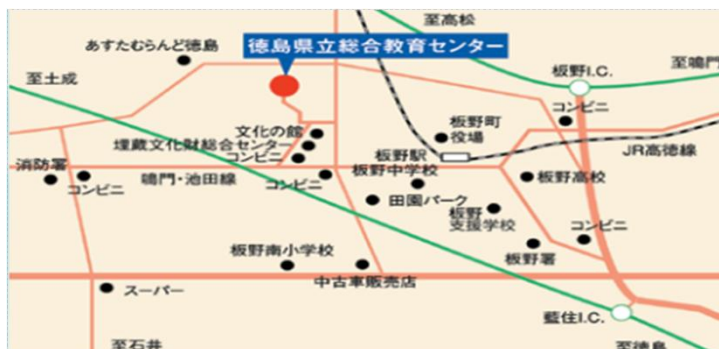 至高松
あすたむらんど徳島
徳島県立総合教育センター
至土成
板野I.C.
至鳴門
コンビニ
文化の館
板野町
役場
埋蔵文化財総合センター
板野駅
JR高徳線
コンビニ
消防署
コンビニ
鳴門・池田線
コンビニ
板野中学校
板野高校
田園パーク
板野
支援学校
コンビニ
板野南小学校
板野署
中古車販売店
スーパー
藍住I.C.
至石井
至徳島